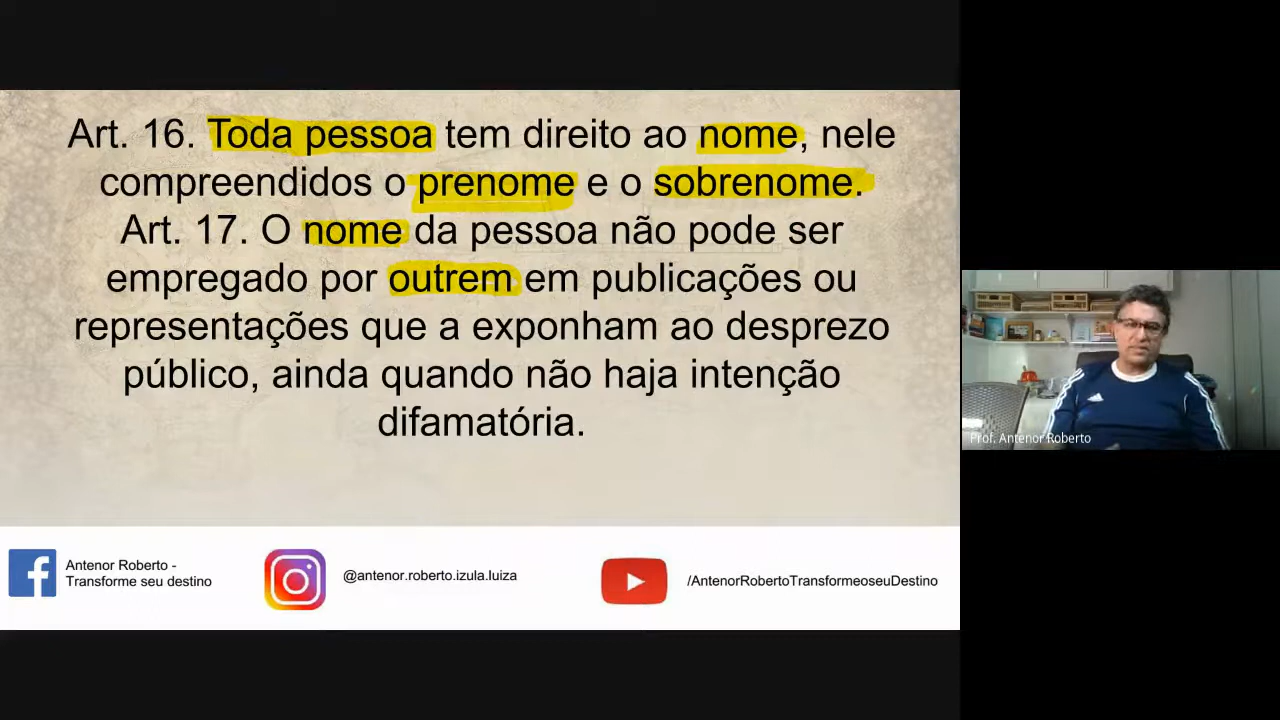 Art. 16. Toda pessoa tem direito ao nome, nele
compreendidos o prenome e o sobrenome.
Art. 17. O nome da pessoa não pode ser
empregado por outrem em publicações ou
representações que a exponham ao desprezo
público, ainda quando não haja intenção
difamatória.
Prof. Antenor Roberto
Antenor Roberto -
Transforme seu destino
@antenor.roberto.izula.luiza
/AntenorRobertoTransformeoseuDestino